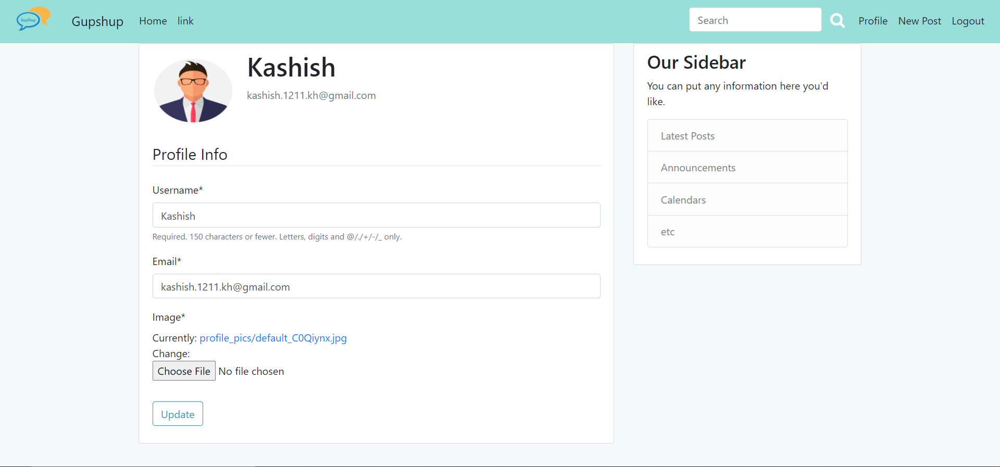 GupShup
Gupshup Home link
Search
Profile New Post Logout
Kashish
kashish.1211.kh@gmail.com
Profile Info
Username*
Kashish
Required. 150 characters or fewer. Letters, digits and @/./+/-/_ only.
Email*
kashish.1211.kh@gmail.com
Image*
Currently: profile_pics/default_C0Qiynx.jpg
Change:
Choose File No file chosen
Update
Our Sidebar
You can put any information here you'd
like.
Latest Posts
Announcements
Calendars
etc